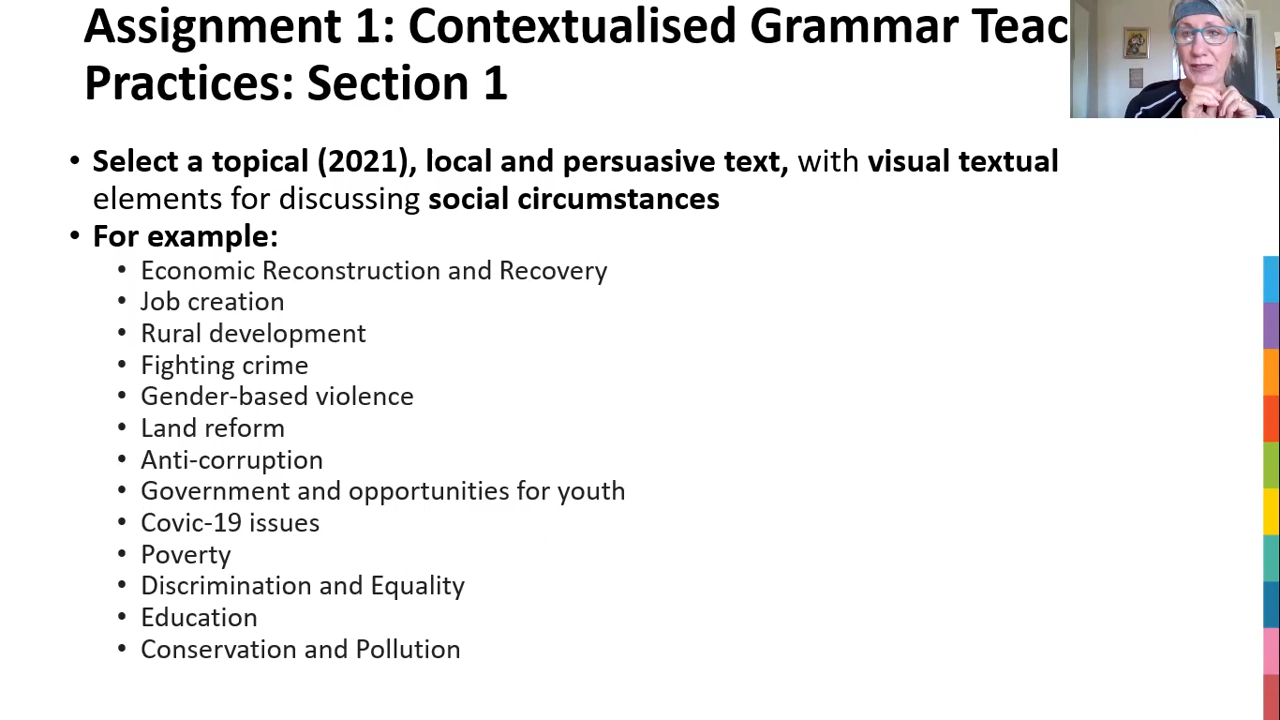 Assignment 1: Contextualised Grammar Teac
Practices: Section 1
• Select a topical (2021), local and persuasive text, with visual textual
elements for discussing social circumstances
• For example:
• Economic Reconstruction and Recovery
• Job creation
• Rural development
• Fighting crime
• Gender-based violence
• Land reform
• Anti-corruption
• Government and opportunities for youth
• Covic-19 issues
• Poverty
• Discrimination and Equality
• Education
• Conservation and Pollution